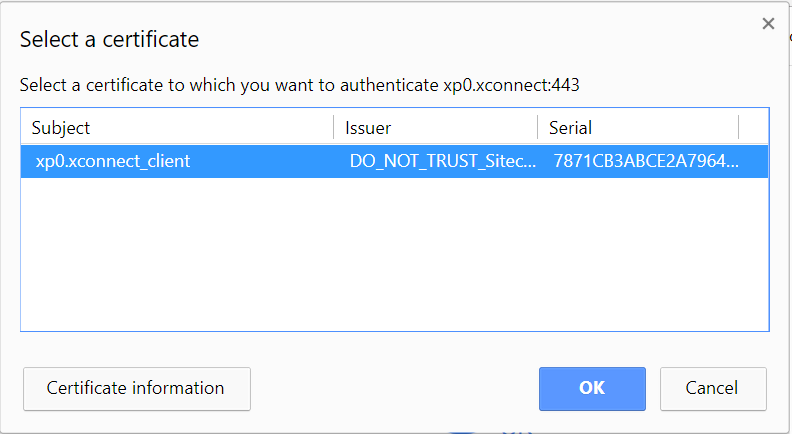 Select a certificate
Select a certificate to which you want to authenticate xp0.xconnect:443
Subject Issuer Serial
xp0.xconnect_client DO_NOT_TRUST_Sitec... 7871CB3ABCE2A7964...
Certificate information OK Cancel